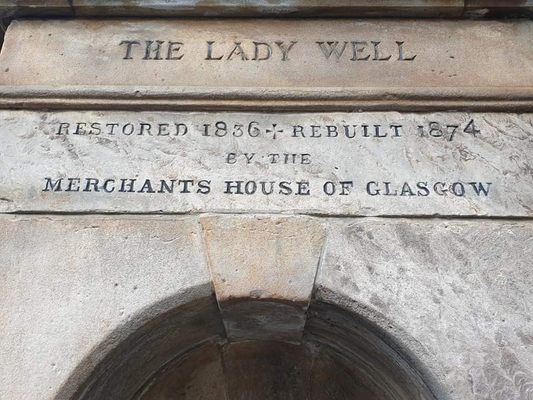 THE LADY WELL
RESTORED 1836 ✢ REBUILT 1874
BY THE
MERCHANTS HOUSE OF GLASGOW